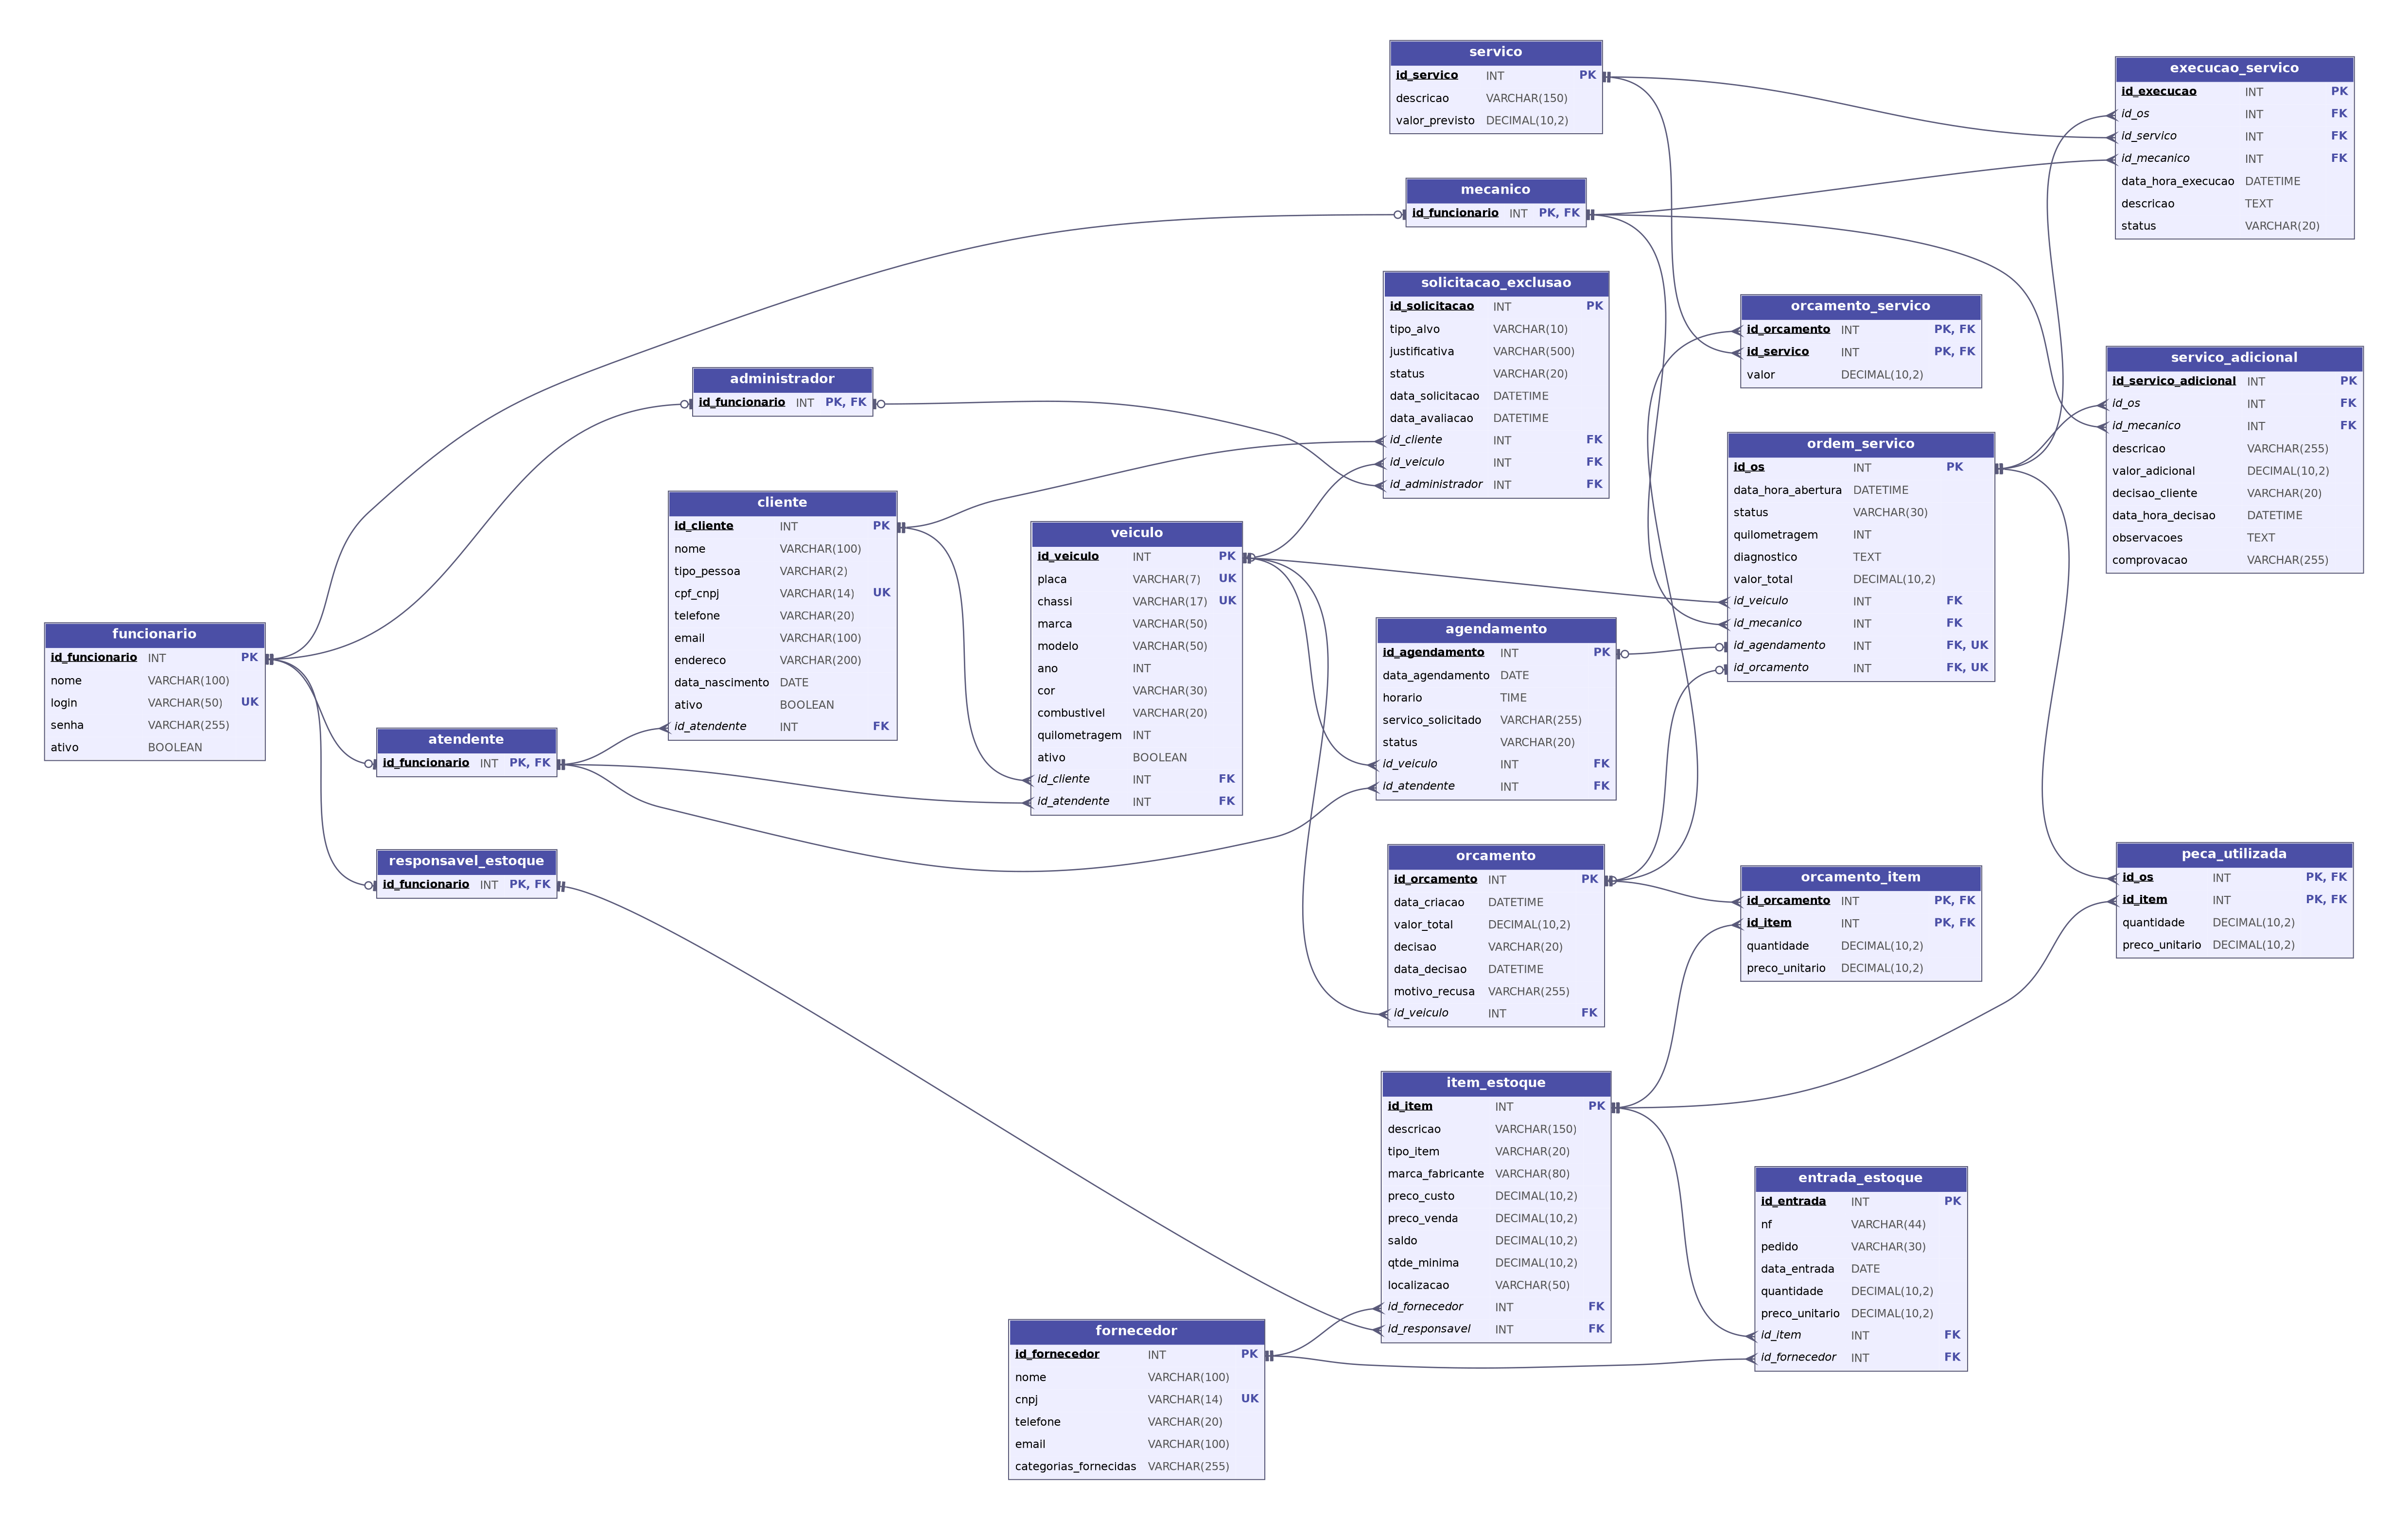 servico
id_servico INT PK
descricao VARCHAR(150)
valor_previsto DECIMAL(10,2)
execucao_servico
id_execucao INT PK
id_os INT FK
id_servico INT FK
id_mecanico INT FK
data_hora_execucao DATETIME
descricao TEXT
status VARCHAR(20)
mecanico
id_funcionario INT PK, FK
solicitacao_exclusao
id_solicitacao INT PK
tipo_alvo VARCHAR(10)
justificativa VARCHAR(500)
status VARCHAR(20)
data_solicitacao DATETIME
data_avaliacao DATETIME
id_cliente INT FK
id_veiculo INT FK
id_administrador INT FK
orcamento_servico
id_orcamento INT PK, FK
id_servico INT PK, FK
valor DECIMAL(10,2)
servico_adicional
id_servico_adicional INT PK
id_os INT FK
id_mecanico INT FK
descricao VARCHAR(255)
valor_adicional DECIMAL(10,2)
decisao_cliente VARCHAR(20)
data_hora_decisao DATETIME
observacoes TEXT
comprovacao VARCHAR(255)
administrador
id_funcionario INT PK, FK
ordem_servico
id_os INT PK
data_hora_abertura DATETIME
status VARCHAR(30)
quilometragem INT
diagnostico TEXT
valor_total DECIMAL(10,2)
id_veiculo INT FK
id_mecanico INT FK
id_agendamento INT FK, UK
id_orcamento INT FK, UK
cliente
id_cliente INT PK
nome VARCHAR(100)
tipo_pessoa VARCHAR(2)
cpf_cnpj VARCHAR(14) UK
telefone VARCHAR(20)
email VARCHAR(100)
endereco VARCHAR(200)
data_nascimento DATE
ativo BOOLEAN
id_atendente INT FK
veiculo
id_veiculo INT PK
placa VARCHAR(7) UK
chassi VARCHAR(17) UK
marca VARCHAR(50)
modelo VARCHAR(50)
ano INT
cor VARCHAR(30)
combustivel VARCHAR(20)
quilometragem INT
ativo BOOLEAN
id_cliente INT FK
id_atendente INT FK
agendamento
id_agendamento INT PK
data_agendamento DATE
horario TIME
servico_solicitado VARCHAR(255)
status VARCHAR(20)
id_veiculo INT FK
id_atendente INT FK
funcionario
id_funcionario INT PK
nome VARCHAR(100)
login VARCHAR(50) UK
senha VARCHAR(255)
ativo BOOLEAN
atendente
id_funcionario INT PK, FK
responsavel_estoque
id_funcionario INT PK, FK
orcamento
id_orcamento INT PK
data_criacao DATETIME
valor_total DECIMAL(10,2)
decisao VARCHAR(20)
data_decisao DATETIME
motivo_recusa VARCHAR(255)
id_veiculo INT FK
orcamento_item
id_orcamento INT PK, FK
id_item INT PK, FK
quantidade DECIMAL(10,2)
preco_unitario DECIMAL(10,2)
peca_utilizada
id_os INT PK, FK
id_item INT PK, FK
quantidade DECIMAL(10,2)
preco_unitario DECIMAL(10,2)
item_estoque
id_item INT PK
descricao VARCHAR(150)
tipo_item VARCHAR(20)
marca_fabricante VARCHAR(80)
preco_custo DECIMAL(10,2)
preco_venda DECIMAL(10,2)
saldo DECIMAL(10,2)
qtde_minima DECIMAL(10,2)
localizacao VARCHAR(50)
id_fornecedor INT FK
id_responsavel INT FK
entrada_estoque
id_entrada INT PK
nf VARCHAR(44)
pedido VARCHAR(30)
data_entrada DATE
quantidade DECIMAL(10,2)
preco_unitario DECIMAL(10,2)
id_item INT FK
id_fornecedor INT FK
fornecedor
id_fornecedor INT PK
nome VARCHAR(100)
cnpj VARCHAR(14) UK
telefone VARCHAR(20)
email VARCHAR(100)
categorias_fornecidas VARCHAR(255)